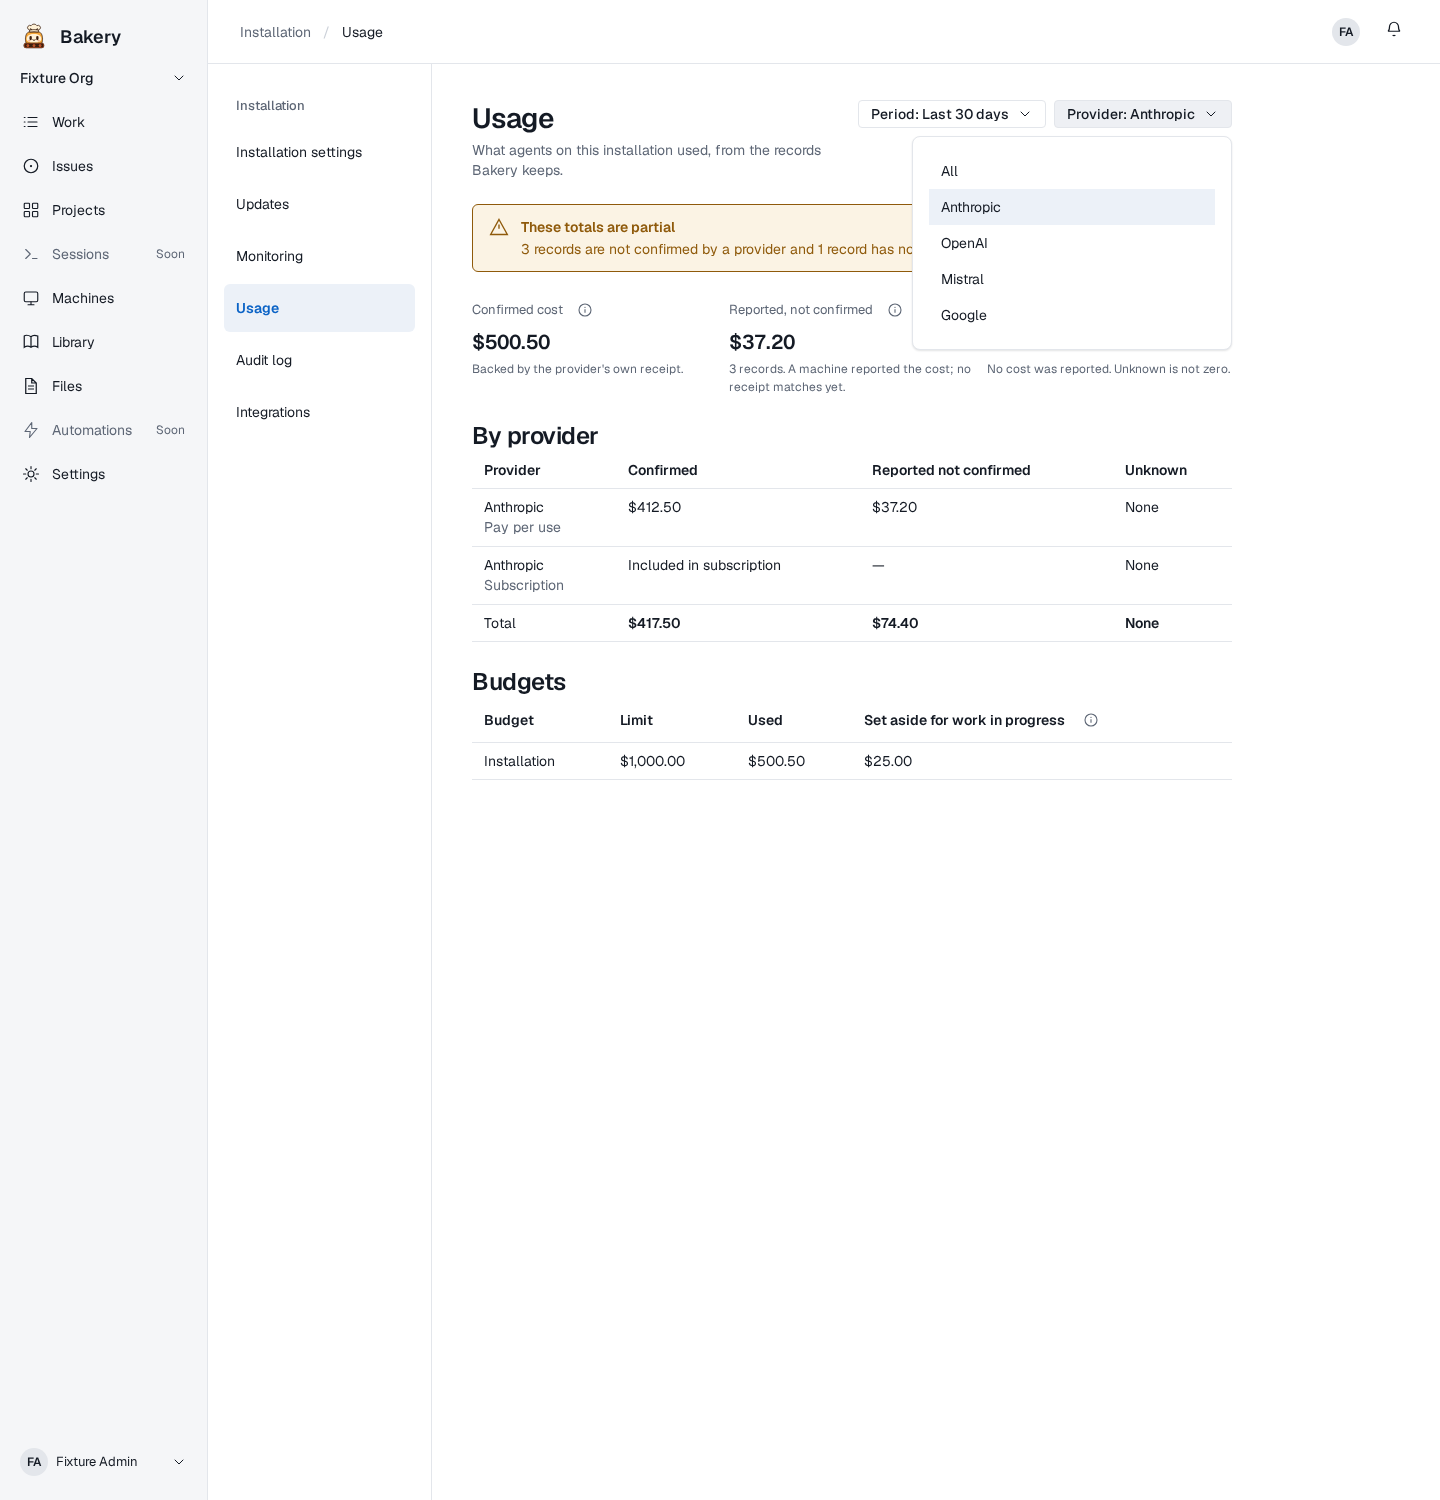 Bakery
Fixture Org
Work
Issues
Projects
Sessions Soon
Machines
Library
Files
Automations Soon
Settings
FA Fixture Admin
Installation / Usage
FA
Installation
Installation settings
Updates
Monitoring
Usage
Audit log
Integrations
Usage
What agents on this installation used, from the records
Bakery keeps.
Period: Last 30 days
Provider: Anthropic
All
Anthropic
OpenAI
Mistral
Google
These totals are partial
3 records are not confirmed by a provider and 1 record has no
Confirmed cost
$500.50
Backed by the provider's own receipt.
Reported, not confirmed
$37.20
3 records. A machine reported the cost; no
receipt matches yet.
No cost was reported. Unknown is not zero.
By provider
Provider Confirmed Reported not confirmed Unknown
Anthropic $412.50 $37.20 None
Pay per use
Anthropic Included in subscription — None
Subscription
Total $417.50 $74.40 None
Budgets
Budget Limit Used Set aside for work in progress
Installation $1,000.00 $500.50 $25.00